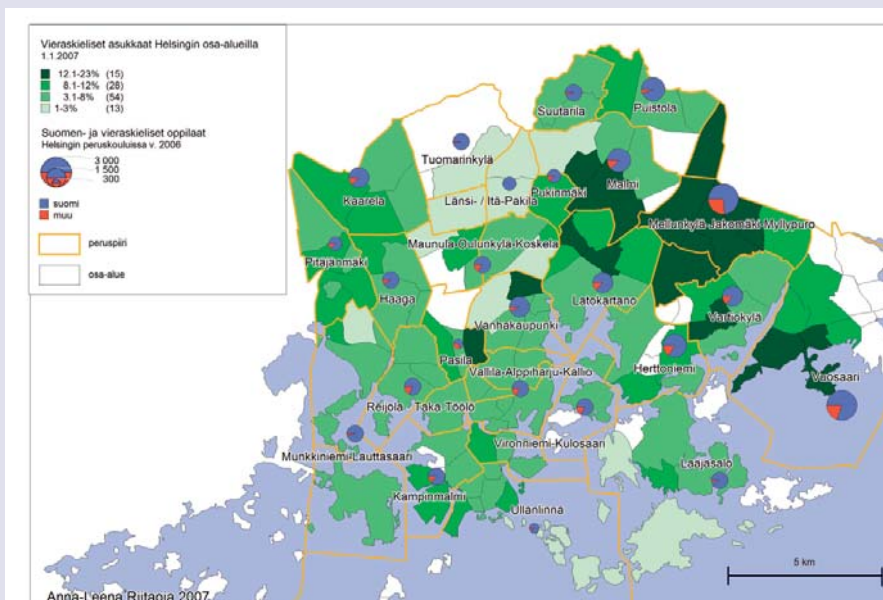 Vieraskieliset asukkaat Helsingin osa-alueilla
1.1.2007
12.1-23% (15)
8.1-12% (28)
3.1-8% (54)
1-3% (13)
Suomen- ja vieraskieliset oppilaat
Helsingin peruskouluissa v. 2006
3 000
1 500
300
suomi
muu
peruspiiri
osa-alue
Suutarila
Puistola
Tuomarinkylä
Malmi
Kaarela
Länsi- / Itä-Pakila
Pukinmäki
Mellunkylä-Jakomäki-Myllypuro
Maunula-Oulunkylä-Koskela
Pitäjänmäki
Haaga
Latokartano
Vartiokylä
Vanhakaupunki
Pasila
Herttoniemi
Vallila-Alppiharju-Kallio
Vuosaari
Reijola - Taka-Töölö
Vironniemi-Kulosaari
Munkkiniemi-Lauttasaari
Laajasalo
Kampinmalmi
Ullanlinna
5 km
Anna-Leena Riitaoja 2007